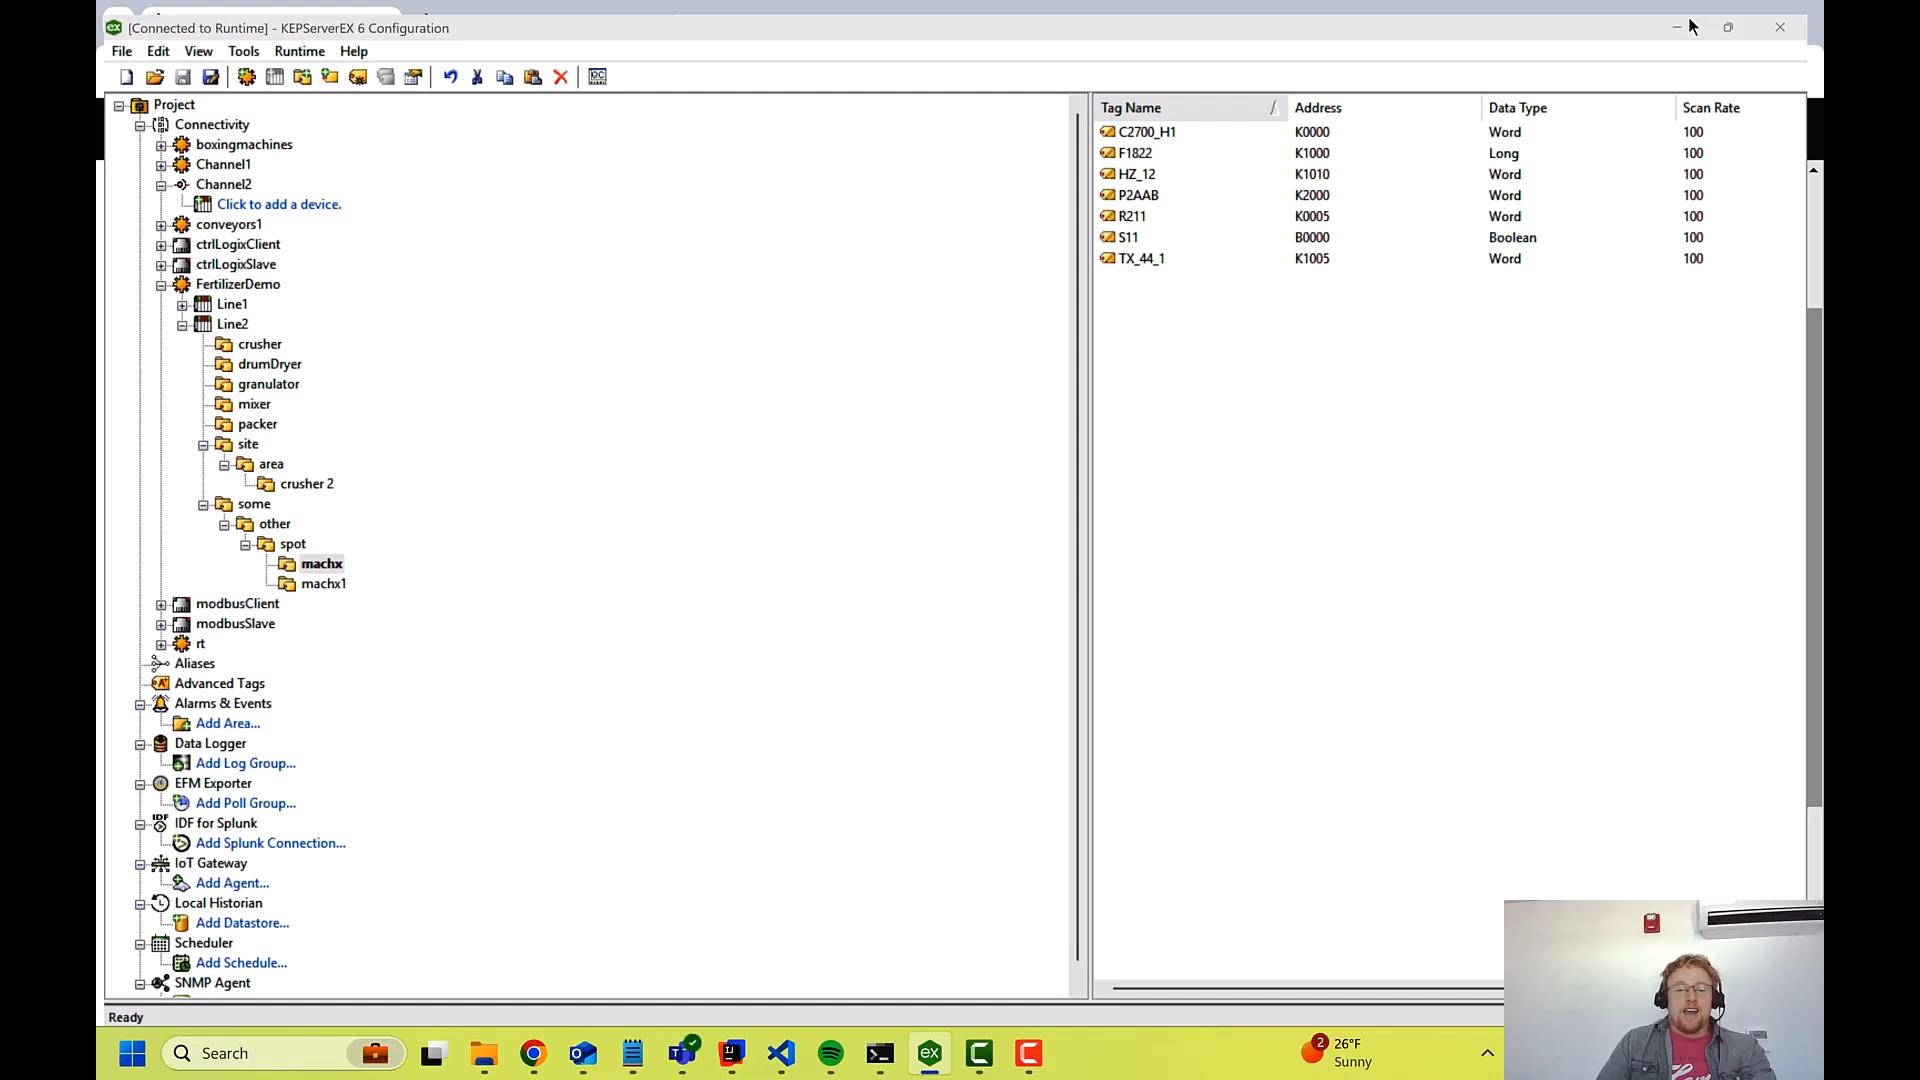 [Connected to Runtime] - KEPServerEX 6 Configuration
File Edit View Tools Runtime Help
Project
Connectivity
boxingmachines
Channel1
Channel2
Click to add a device.
conveyors1
ctrlLogixClient
ctrlLogixSlave
FertilizerDemo
Line1
Line2
crusher
drumDryer
granulator
mixer
packer
site
area
crusher 2
some
other
spot
machx
machx1
modbusClient
modbusSlave
rt
Aliases
Advanced Tags
Alarms & Events
Add Area...
Data Logger
Add Log Group...
EFM Exporter
Add Poll Group...
IDF for Splunk
Add Splunk Connection...
IoT Gateway
Add Agent...
Local Historian
Add Datastore...
Scheduler
Add Schedule...
SNMP Agent
Tag Name Address Data Type Scan Rate
C2700_H1 K0000 Word 100
F1822 K1000 Long 100
HZ_12 K1010 Word 100
P2AAB K2000 Word 100
R211 K0005 Word 100
S11 B0000 Boolean 100
TX_44_1 K1005 Word 100
Ready
Search
2
26°F
Sunny